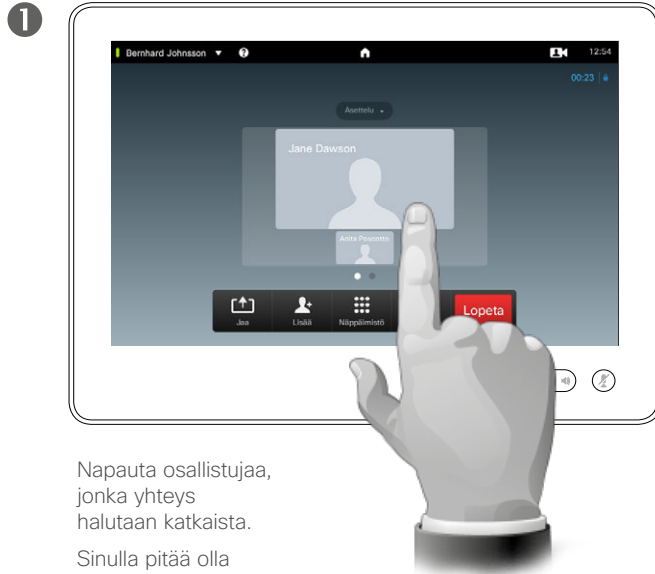 1
Bernhard Johnsson ? 12:54
00:23
Asettelu
Jane Dawson
Anita Posontto
Jaa Lisää Näppäimistö Lopeta
Napauta osallistujaa,
jonka yhteys
halutaan katkaista.
Sinulla pitää olla